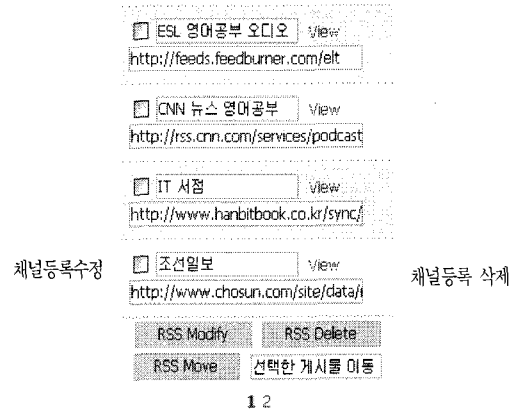 ESL 영어공부 오디오 View
http://feeds.feedburner.com/elt
CNN 뉴스 영어공부 View
http://rss.cnn.com/services/podcast
IT 서점 View
http://www.hanbitbook.co.kr/sync/
채널등록수정
조선일보 View
http://www.chosun.com/site/data/
채널등록 삭제
RSS Modify RSS Delete
RSS Move 선택한 게시물 이동
1 2